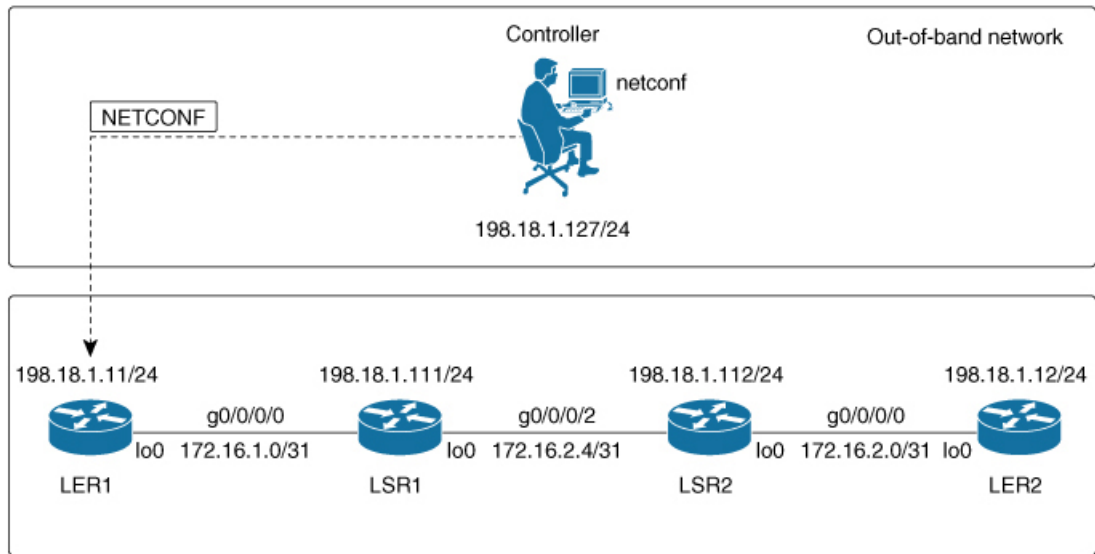 Controller
Out-of-band network
netconf
NETCONF
198.18.1.127/24
198.18.1.11/24
198.18.1.111/24
198.18.1.112/24
198.18.1.12/24
g0/0/0/0
g0/0/0/2
g0/0/0/0
lo0
172.16.1.0/31
lo0
172.16.2.4/31
lo0
172.16.2.0/31
lo0
LER1
LSR1
LSR2
LER2